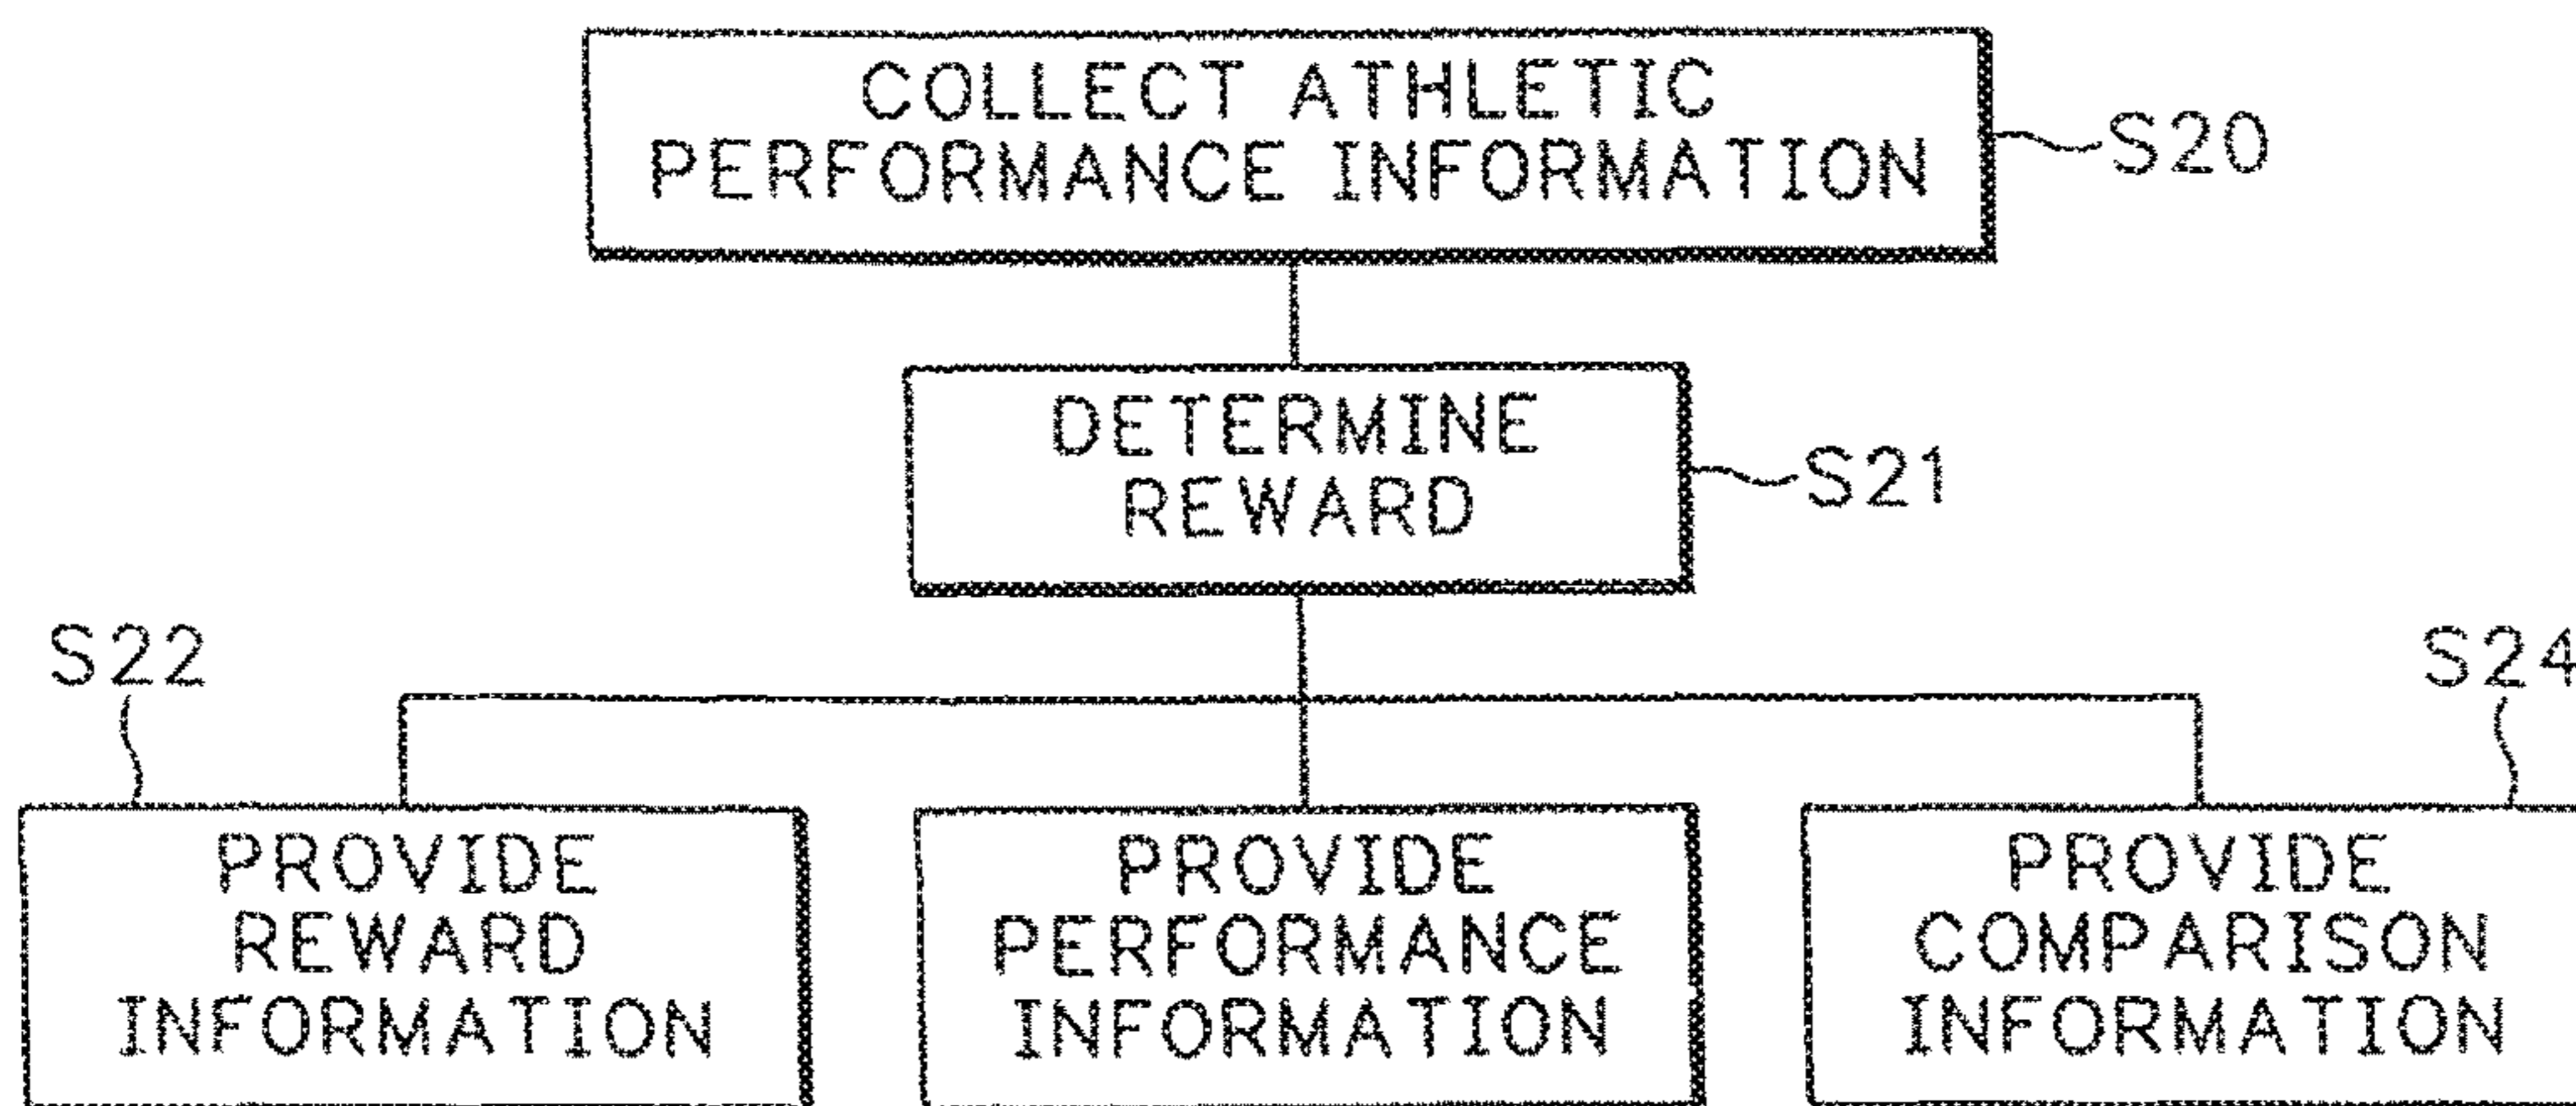 COLLECT ATHLETIC
PERFORMANCE INFORMATION
S20
DETERMINE
REWARD
S21
S22
S24
PROVIDE
REWARD
INFORMATION
PROVIDE
PERFORMANCE
INFORMATION
PROVIDE
COMPARISON
INFORMATION